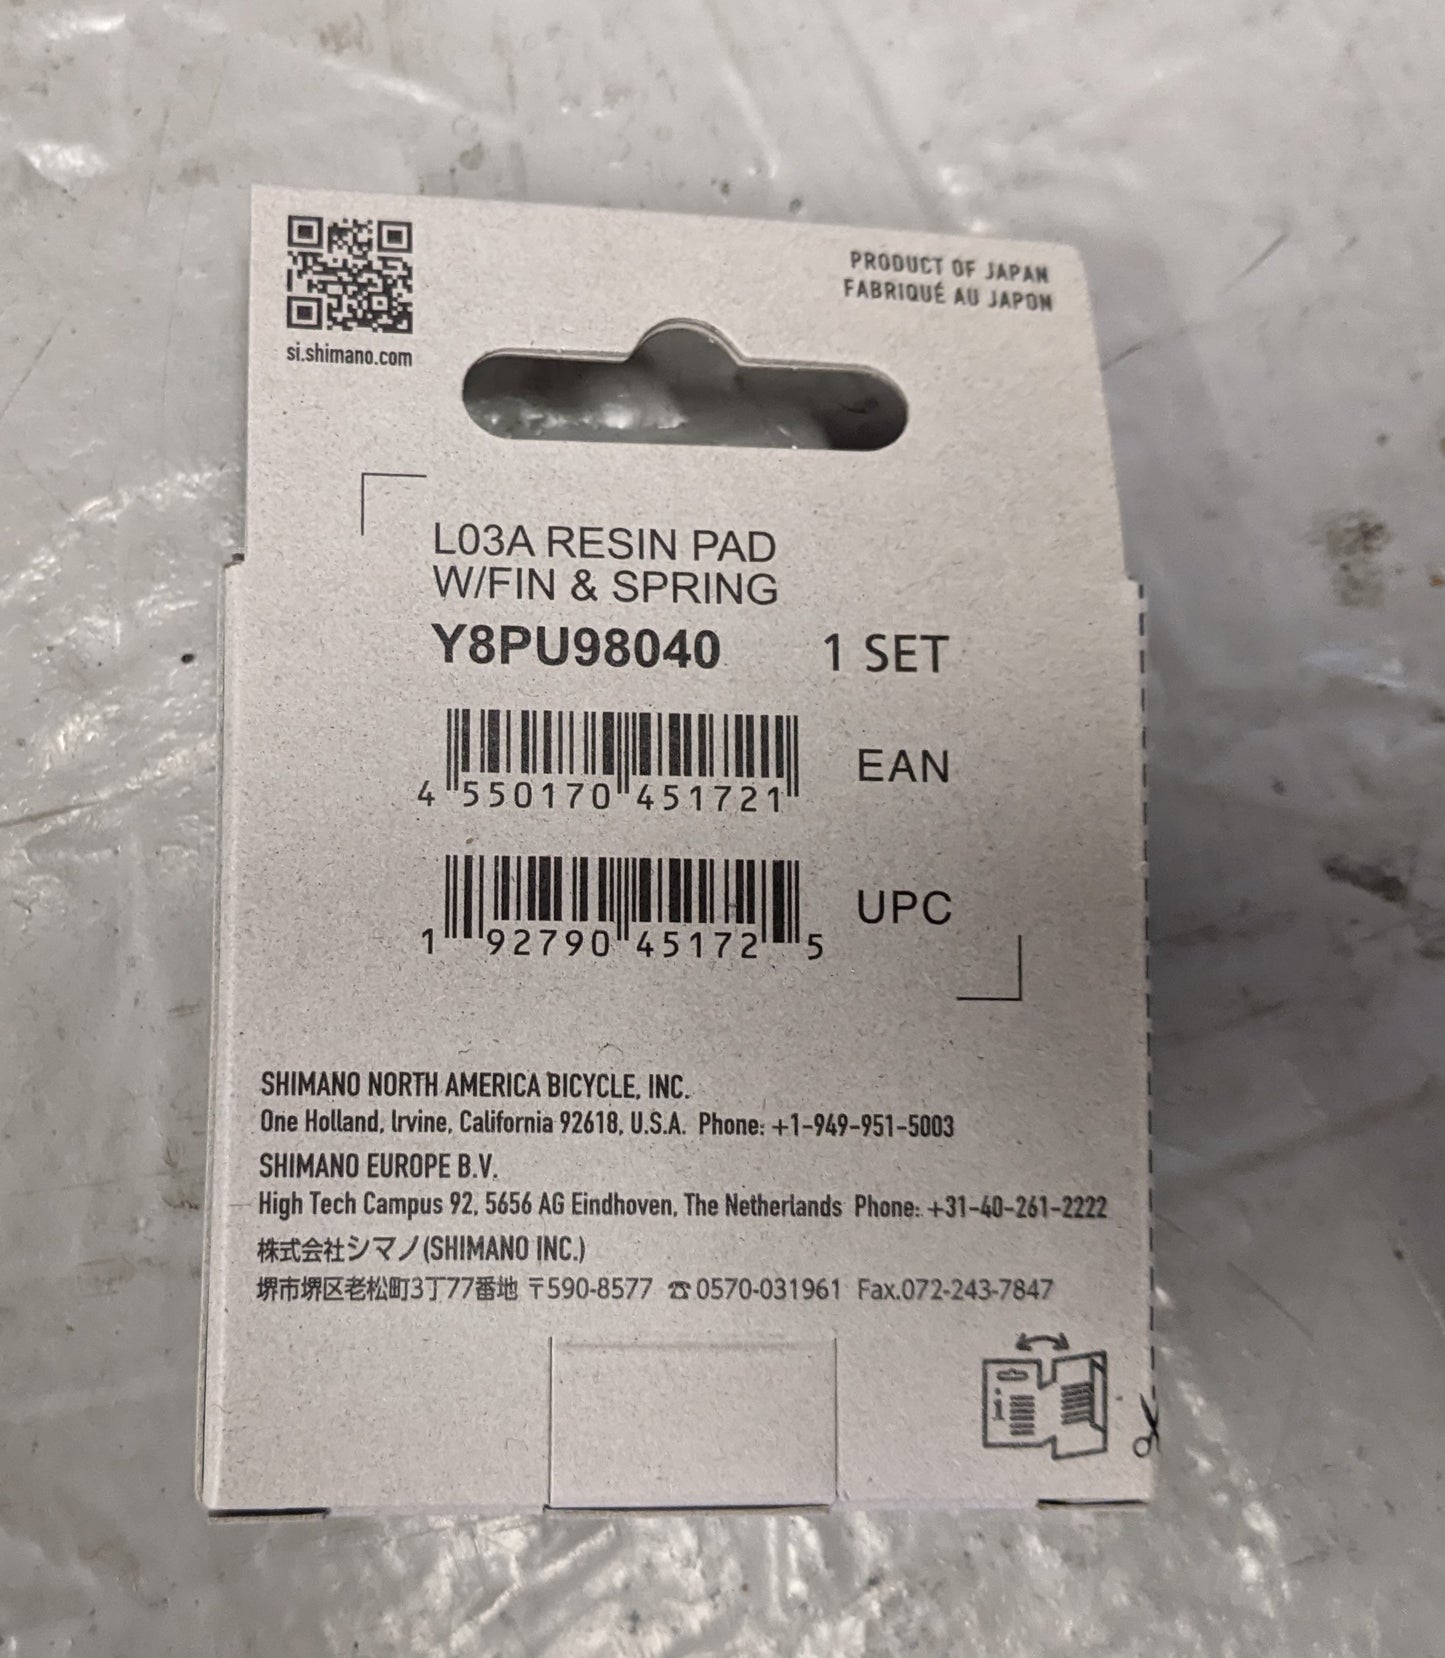 si.shimano.com
PRODUCT OF JAPAN
FABRIQUÉ AU JAPON
L03A RESIN PAD
W/FIN & SPRING
Y8PU98040 1 SET
4 550170 451721 EAN
1 92790 45172 5 UPC
SHIMANO NORTH AMERICA BICYCLE, INC.
One Holland, Irvine, California 92618, U.S.A. Phone: +1-949-951-5003
SHIMANO EUROPE B.V.
High Tech Campus 92, 5656 AG Eindhoven, The Netherlands Phone: +31-40-261-2222
株式会社シマノ(SHIMANO INC.)
堺市堺区老松町3丁77番地 〒590-8577 ☎0570-031961 Fax.072-243-7847